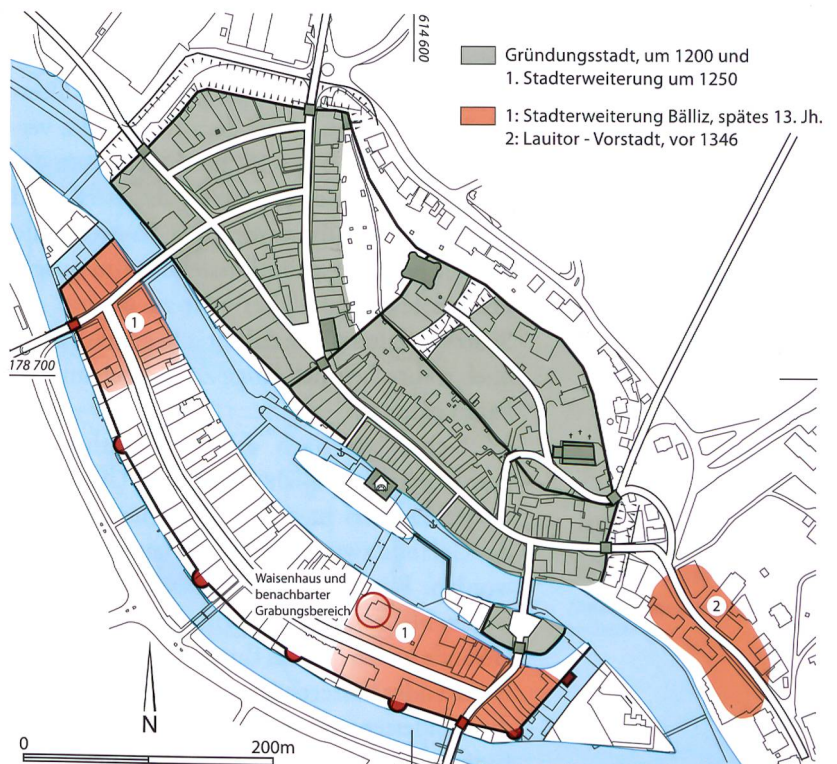 614 600
Gründungsstadt, um 1200 und
1. Stadterweiterung um 1250
1: Stadterweiterung Bälliz, spätes 13. Jh.
2: Lauitor - Vorstadt, vor 1346
1
178 700
Waisenhaus und
benachbarter
Grabungsbereich
1
2
N
0
200m